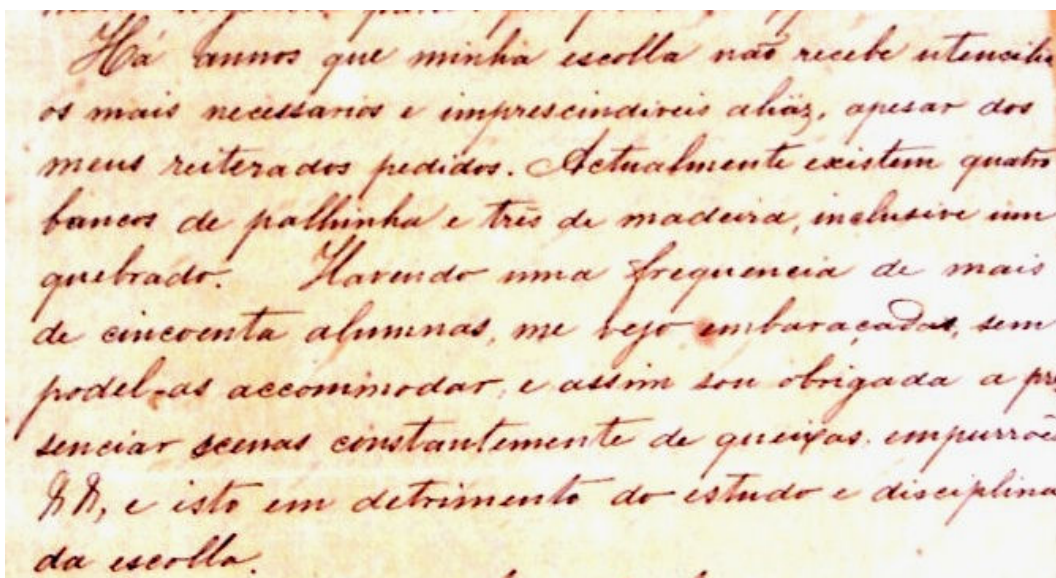 Há annos que minha escolla não recebe utencili
os mais necessarios e imprescindiveis aliáz, apesar dos
meus reiterados pedidos. Actualmente existem quatro
bancos de palhinha e três de madeira, inclusive um
quebrado. Havendo uma frequencia de mais
de cincoenta alumnas, me vejo embaraçadas, sem
podel-as accommodar, e assim sou obrigada a pre
senciar scenas constantemente de queixas, empurrões
&&, e isto em detrimento do estudo e disciplina
da escolla.